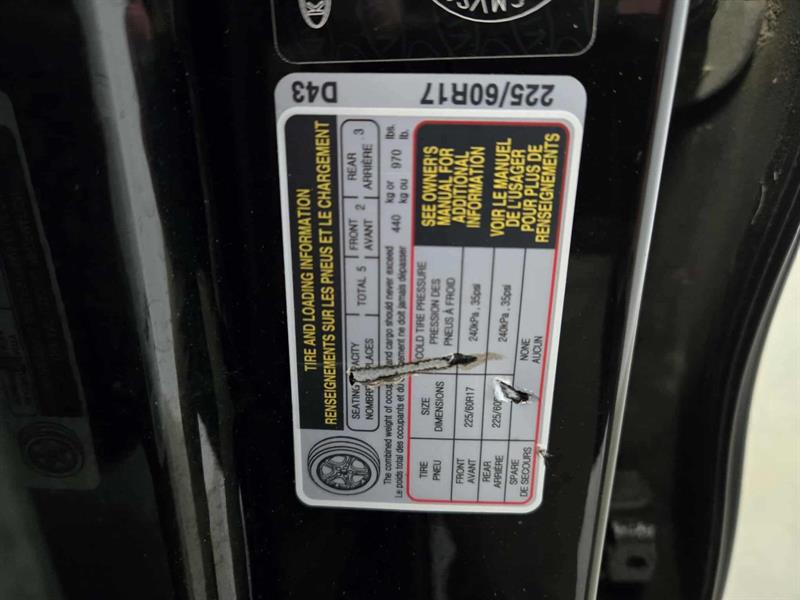 CMVS
225/60R17
D43
TIRE AND LOADING INFORMATION
RENSEIGNEMENTS SUR LES PNEUS ET LE CHARGEMENT
SEATING CAPACITY TOTAL 5 FRONT 2 REAR 3
NOMBRE PLACES AVANT ARRIÈRE
The combined weight of occupants and cargo should never exceed 440 kg or 970 lbs.
Le poids total des occupants et du chargement ne doit jamais dépasser kg ou lb.
TIRE SIZE COLD TIRE PRESSURE
PNEU DIMENSIONS PRESSION DES
PNEUS À FROID
FRONT 225/60R17 240kPa , 35psi
AVANT
REAR 225/60 240kPa , 35psi
ARRIÈRE
SPARE NONE
DE SECOURS AUCUN
SEE OWNER'S
MANUAL FOR
ADDITIONAL
INFORMATION
VOIR LE MANUEL
DE L'USAGER
POUR PLUS DE
RENSEIGNEMENTS